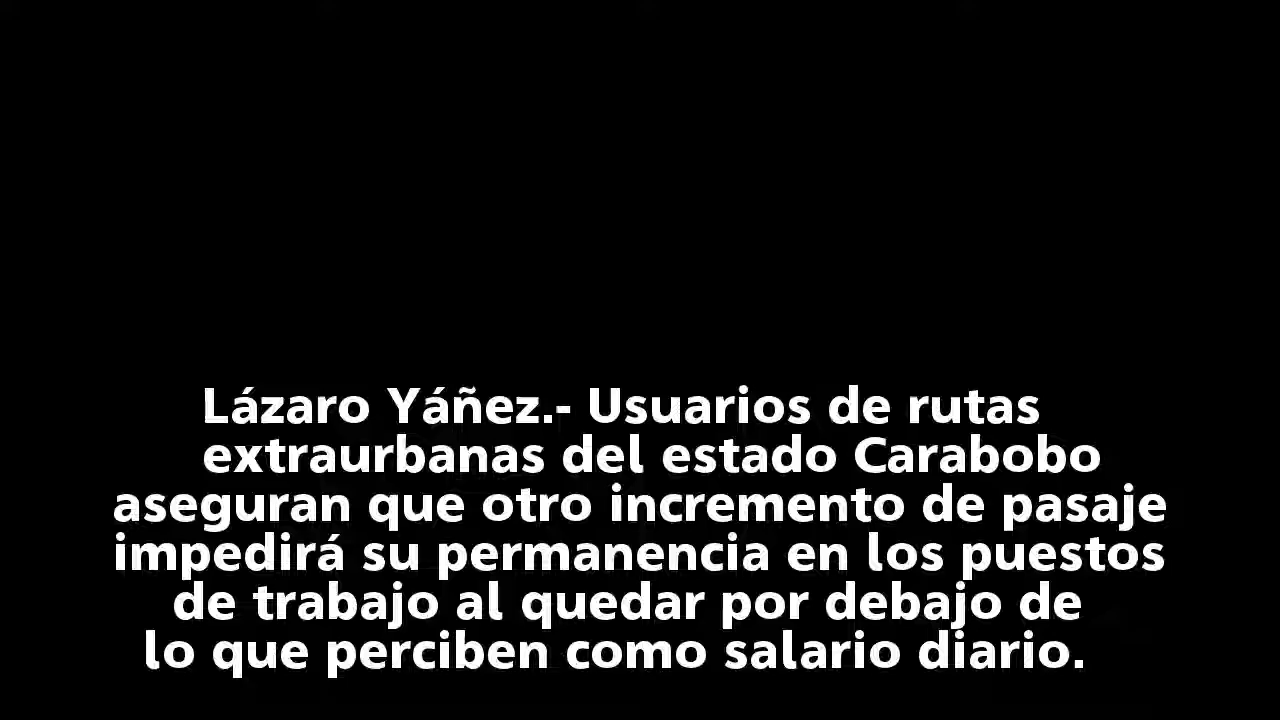 Lázaro Yáñez.- Usuarios de rutas
extraurbanas del estado Carabobo
aseguran que otro incremento de pasaje
impedirá su permanencia en los puestos
de trabajo al quedar por debajo de
lo que perciben como salario diario.